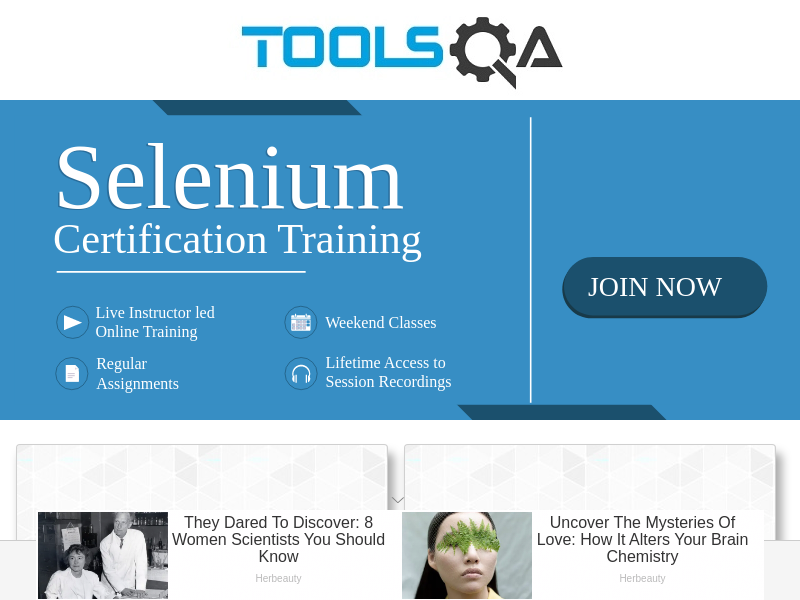 TOOLSQA
Selenium
Certification Training
JOIN NOW
Live Instructor led
Online Training
Weekend Classes
Regular
Assignments
Lifetime Access to
Session Recordings
They Dared To Discover: 8
Women Scientists You Should
Know
Herbeauty
Uncover The Mysteries Of
Love: How It Alters Your Brain
Chemistry
Herbeauty